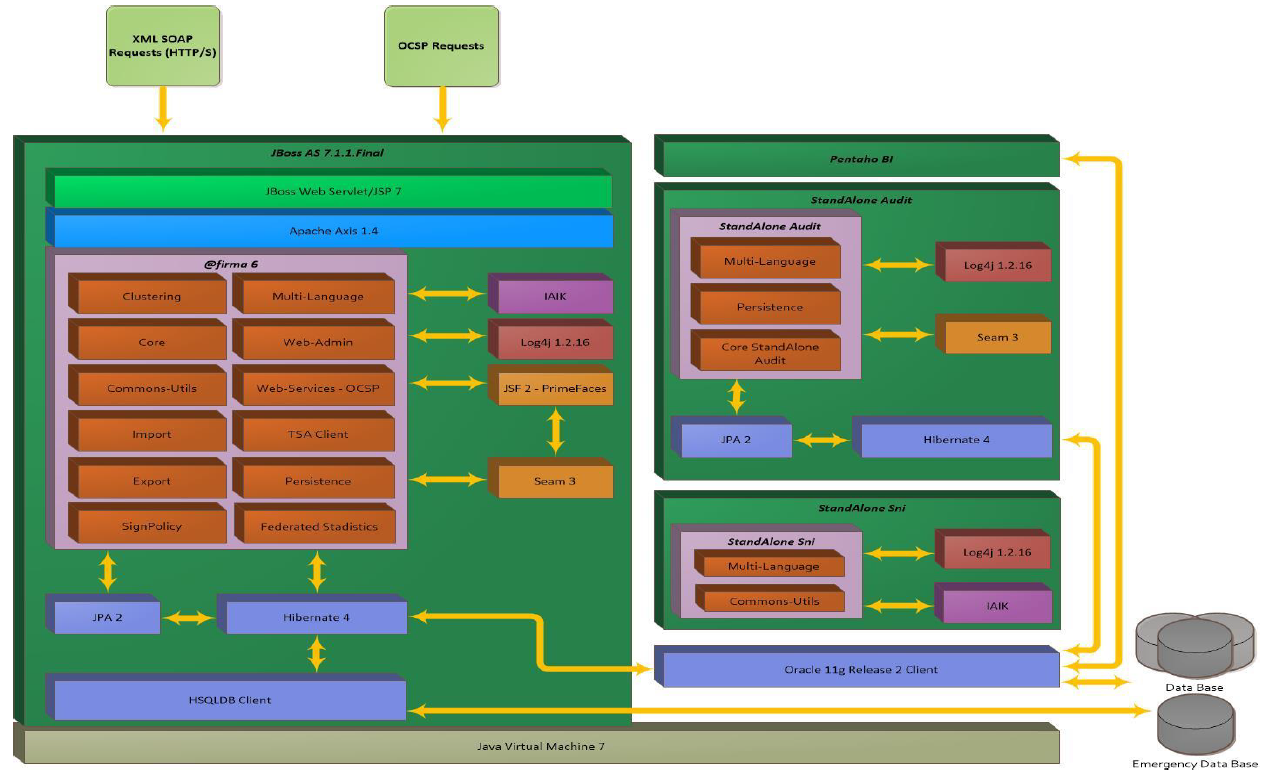 XML SOAP
Requests (HTTP/S)
OCSP Requests
JBoss AS 7.1.1.Final
JBoss Web Servlet/JSP 7
Apache Axis 1.4
@firma 6
Clustering
Multi-Language
Core
Web-Admin
Commons-Utils
Web-Services - OCSP
Import
TSA Client
Export
Persistence
SignPolicy
Federated Stadistics
IAIK
Log4j 1.2.16
JSF 2 - PrimeFaces
Seam 3
JPA 2
Hibernate 4
HSQLDB Client
Pentaho BI
StandAlone Audit
StandAlone Audit
Multi-Language
Persistence
Core StandAlone
Audit
Log4j 1.2.16
Seam 3
JPA 2
Hibernate 4
StandAlone Sni
StandAlone Sni
Multi-Language
Commons-Utils
Log4j 1.2.16
IAIK
Oracle 11g Release 2 Client
Data Base
Emergency Data Base
Java Virtual Machine 7